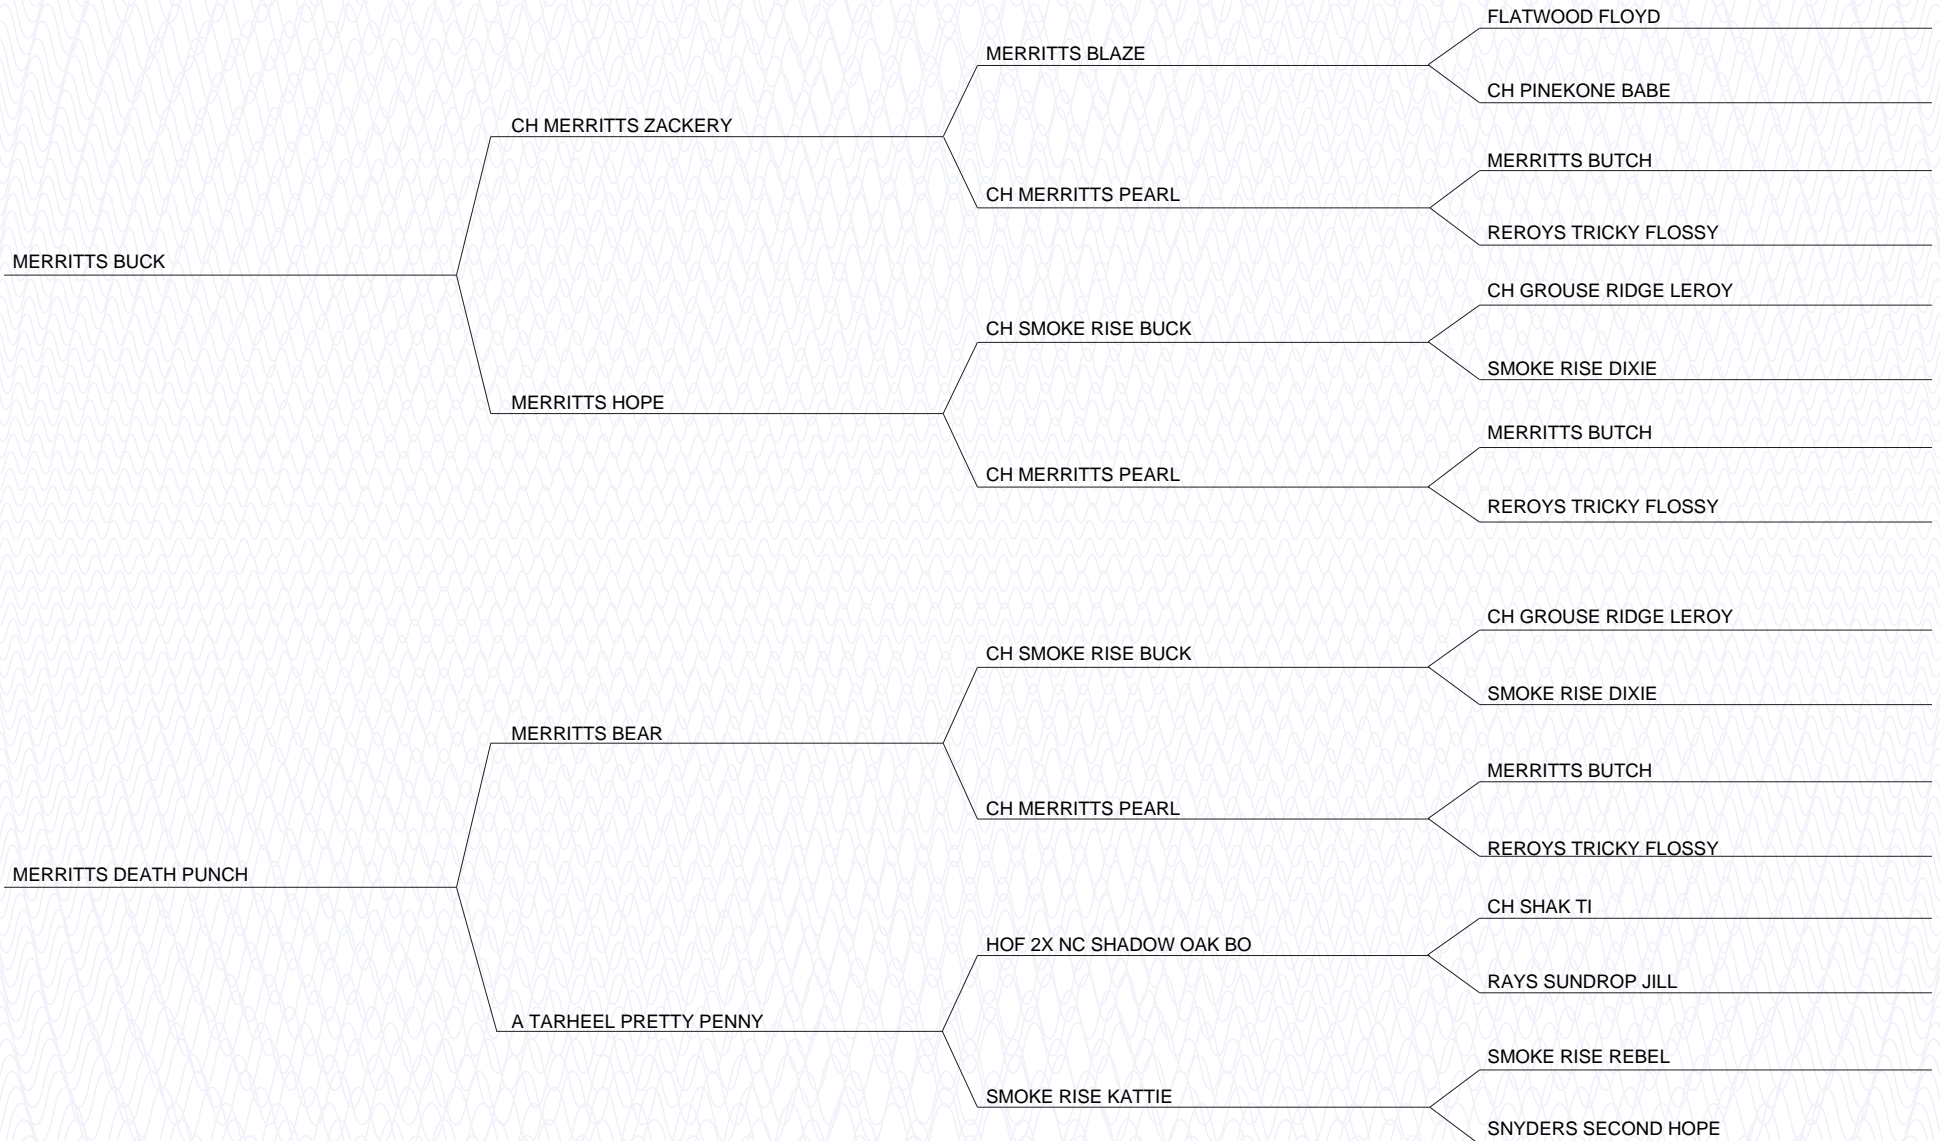 FLATWOOD FLOYD
MERRITTS BLAZE
CH PINEKONE BABE
CH MERRITTS ZACKERY
MERRITTS BUTCH
CH MERRITTS PEARL
REROYS TRICKY FLOSSY
MERRITTS BUCK
CH GROUSE RIDGE LEROY
CH SMOKE RISE BUCK
SMOKE RISE DIXIE
MERRITTS HOPE
MERRITTS BUTCH
CH MERRITTS PEARL
REROYS TRICKY FLOSSY
CH GROUSE RIDGE LEROY
CH SMOKE RISE BUCK
SMOKE RISE DIXIE
MERRITTS BEAR
MERRITTS BUTCH
CH MERRITTS PEARL
REROYS TRICKY FLOSSY
MERRITTS DEATH PUNCH
CH SHAK TI
HOF 2X NC SHADOW OAK BO
RAYS SUNDROP JILL
A TARHEEL PRETTY PENNY
SMOKE RISE REBEL
SMOKE RISE KATTIE
SNYDERS SECOND HOPE